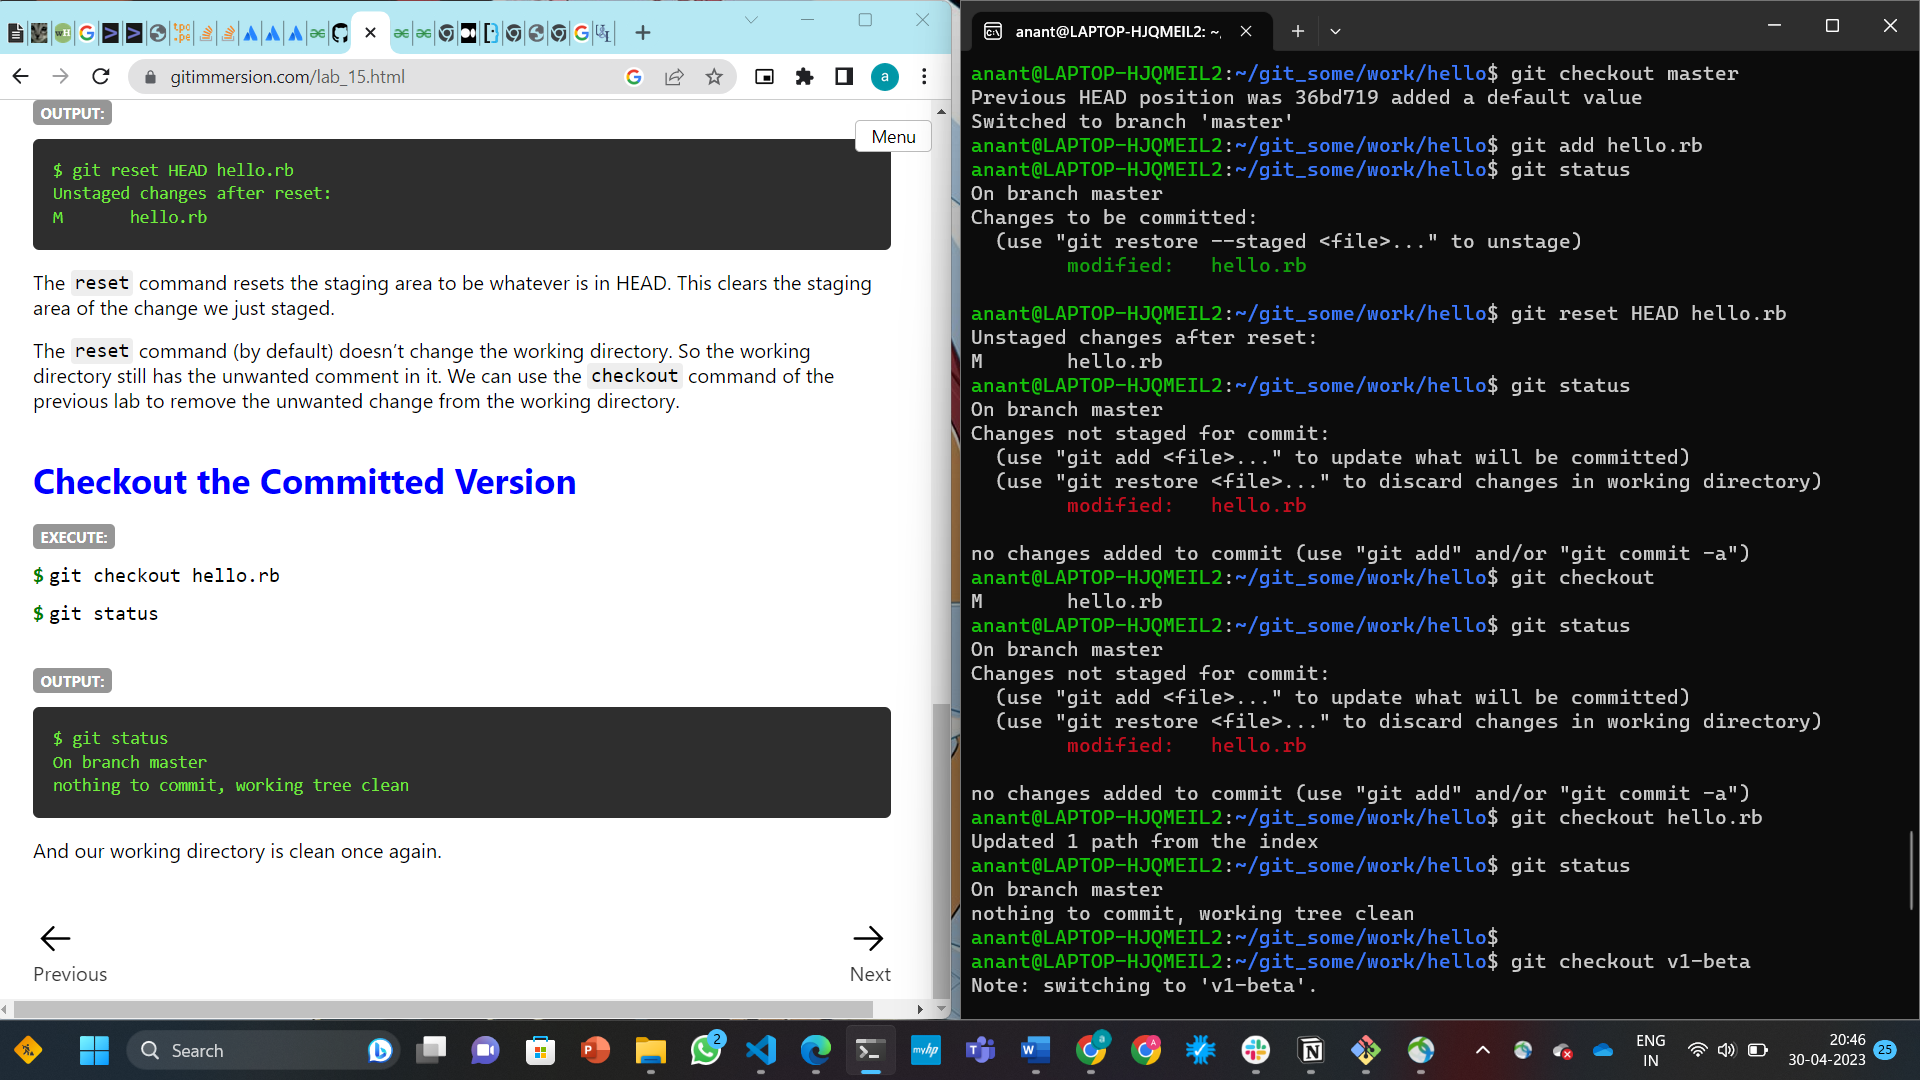 gitimmersion.com/lab_15.html
a
OUTPUT:
Menu
$ git reset HEAD hello.rb
Unstaged changes after reset:
M       hello.rb
The reset command resets the staging area to be whatever is in HEAD. This clears the staging
area of the change we just staged.
The reset command (by default) doesn’t change the working directory. So the working
directory still has the unwanted comment in it. We can use the checkout command of the
previous lab to remove the unwanted change from the working directory.
Checkout the Committed Version
EXECUTE:
$ git checkout hello.rb
$ git status
OUTPUT:
$ git status
On branch master
nothing to commit, working tree clean
And our working directory is clean once again.
Previous
Next
anant@LAPTOP-HJQMEIL2: ~,
anant@LAPTOP-HJQMEIL2:~/git_some/work/hello$ git checkout master
Previous HEAD position was 36bd719 added a default value
Switched to branch 'master'
anant@LAPTOP-HJQMEIL2:~/git_some/work/hello$ git add hello.rb
anant@LAPTOP-HJQMEIL2:~/git_some/work/hello$ git status
On branch master
Changes to be committed:
  (use "git restore --staged <file>..." to unstage)
        modified:   hello.rb
anant@LAPTOP-HJQMEIL2:~/git_some/work/hello$ git reset HEAD hello.rb
Unstaged changes after reset:
M       hello.rb
anant@LAPTOP-HJQMEIL2:~/git_some/work/hello$ git status
On branch master
Changes not staged for commit:
  (use "git add <file>..." to update what will be committed)
  (use "git restore <file>..." to discard changes in working directory)
        modified:   hello.rb
no changes added to commit (use "git add" and/or "git commit -a")
anant@LAPTOP-HJQMEIL2:~/git_some/work/hello$ git checkout
M       hello.rb
anant@LAPTOP-HJQMEIL2:~/git_some/work/hello$ git status
On branch master
Changes not staged for commit:
  (use "git add <file>..." to update what will be committed)
  (use "git restore <file>..." to discard changes in working directory)
        modified:   hello.rb
no changes added to commit (use "git add" and/or "git commit -a")
anant@LAPTOP-HJQMEIL2:~/git_some/work/hello$ git checkout hello.rb
Updated 1 path from the index
anant@LAPTOP-HJQMEIL2:~/git_some/work/hello$ git status
On branch master
nothing to commit, working tree clean
anant@LAPTOP-HJQMEIL2:~/git_some/work/hello$
anant@LAPTOP-HJQMEIL2:~/git_some/work/hello$ git checkout v1-beta
Note: switching to 'v1-beta'.
Search
2
myhp
ENG
IN
20:46
30-04-2023
25